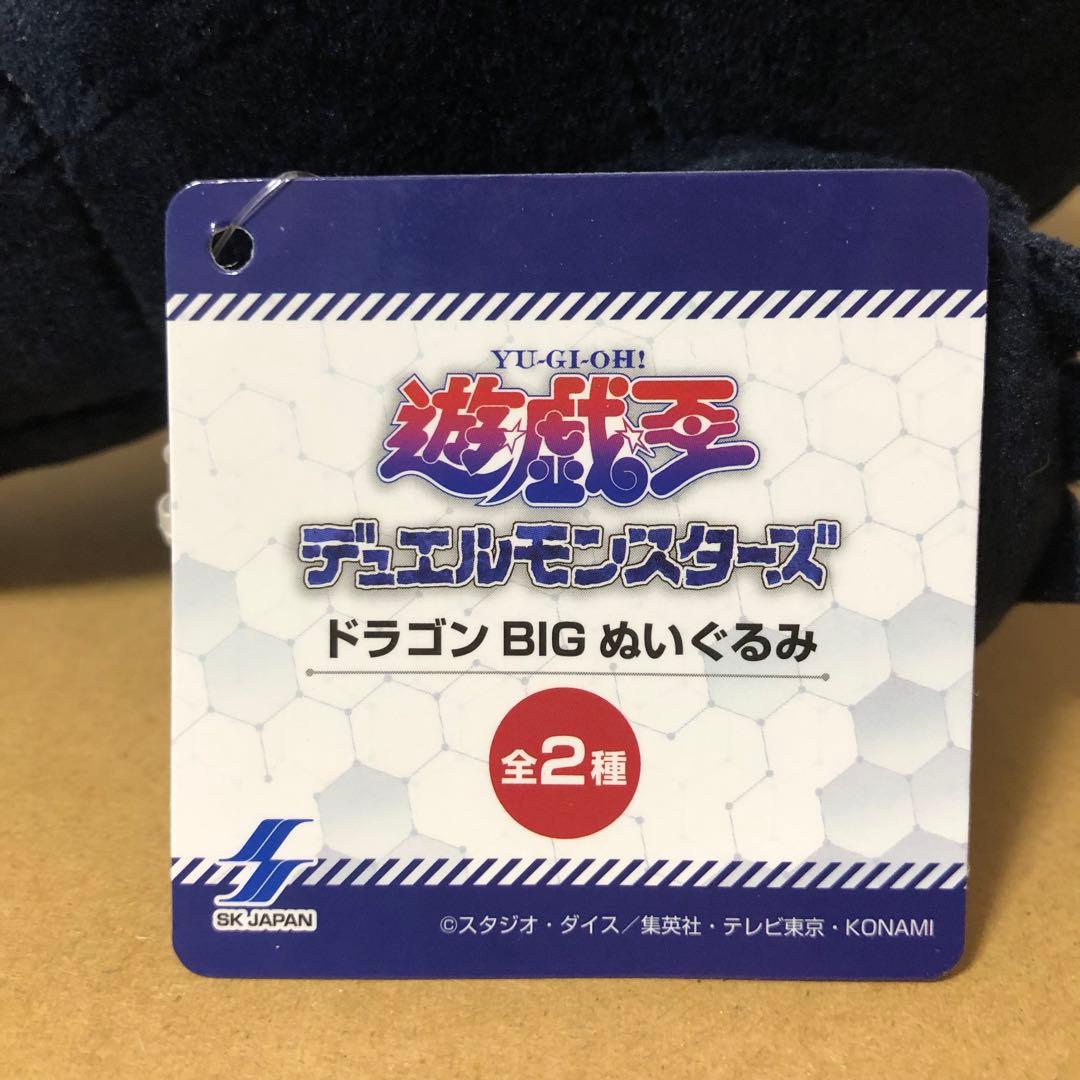 YU-GI-OH!
遊戯王
デュエルモンスターズ
ドラゴン BIG ぬいぐるみ
全2種
SK JAPAN
©スタジオ・ダイス/集英社・テレビ東京・KONAMI